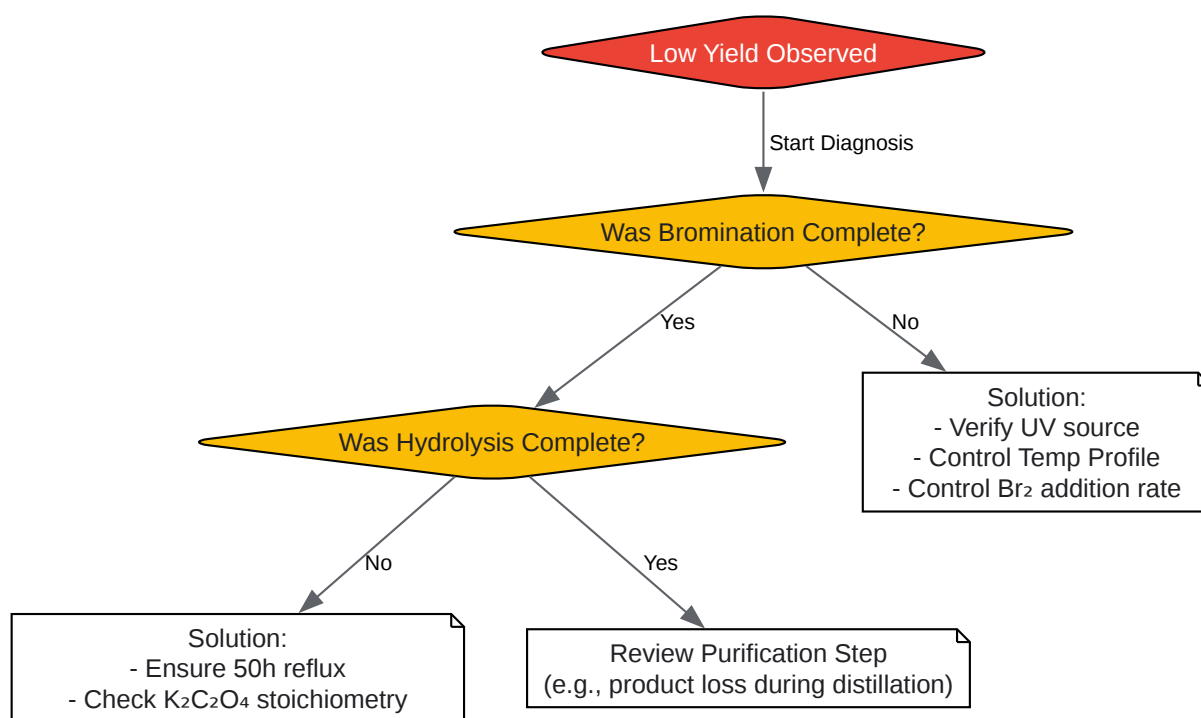 Low Yield Observed
Start Diagnosis
Was Bromination Complete?
Yes
No
Solution:
- Verify UV source
- Control Temp Profile
- Control Br₂ addition rate
Was Hydrolysis Complete?
No
Yes
Solution:
- Ensure 50h reflux
- Check K₂C₂O₄ stoichiometry
Review Purification Step
(e.g., product loss during distillation)